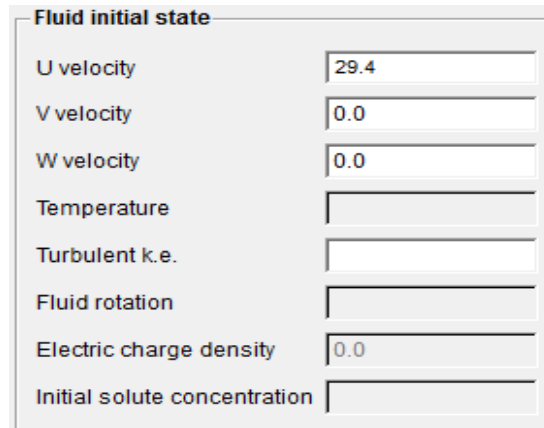 Fluid initial state
U velocity 29.4
V velocity 0.0
W velocity 0.0
Temperature
Turbulent k.e.
Fluid rotation
Electric charge density 0.0
Initial solute concentration